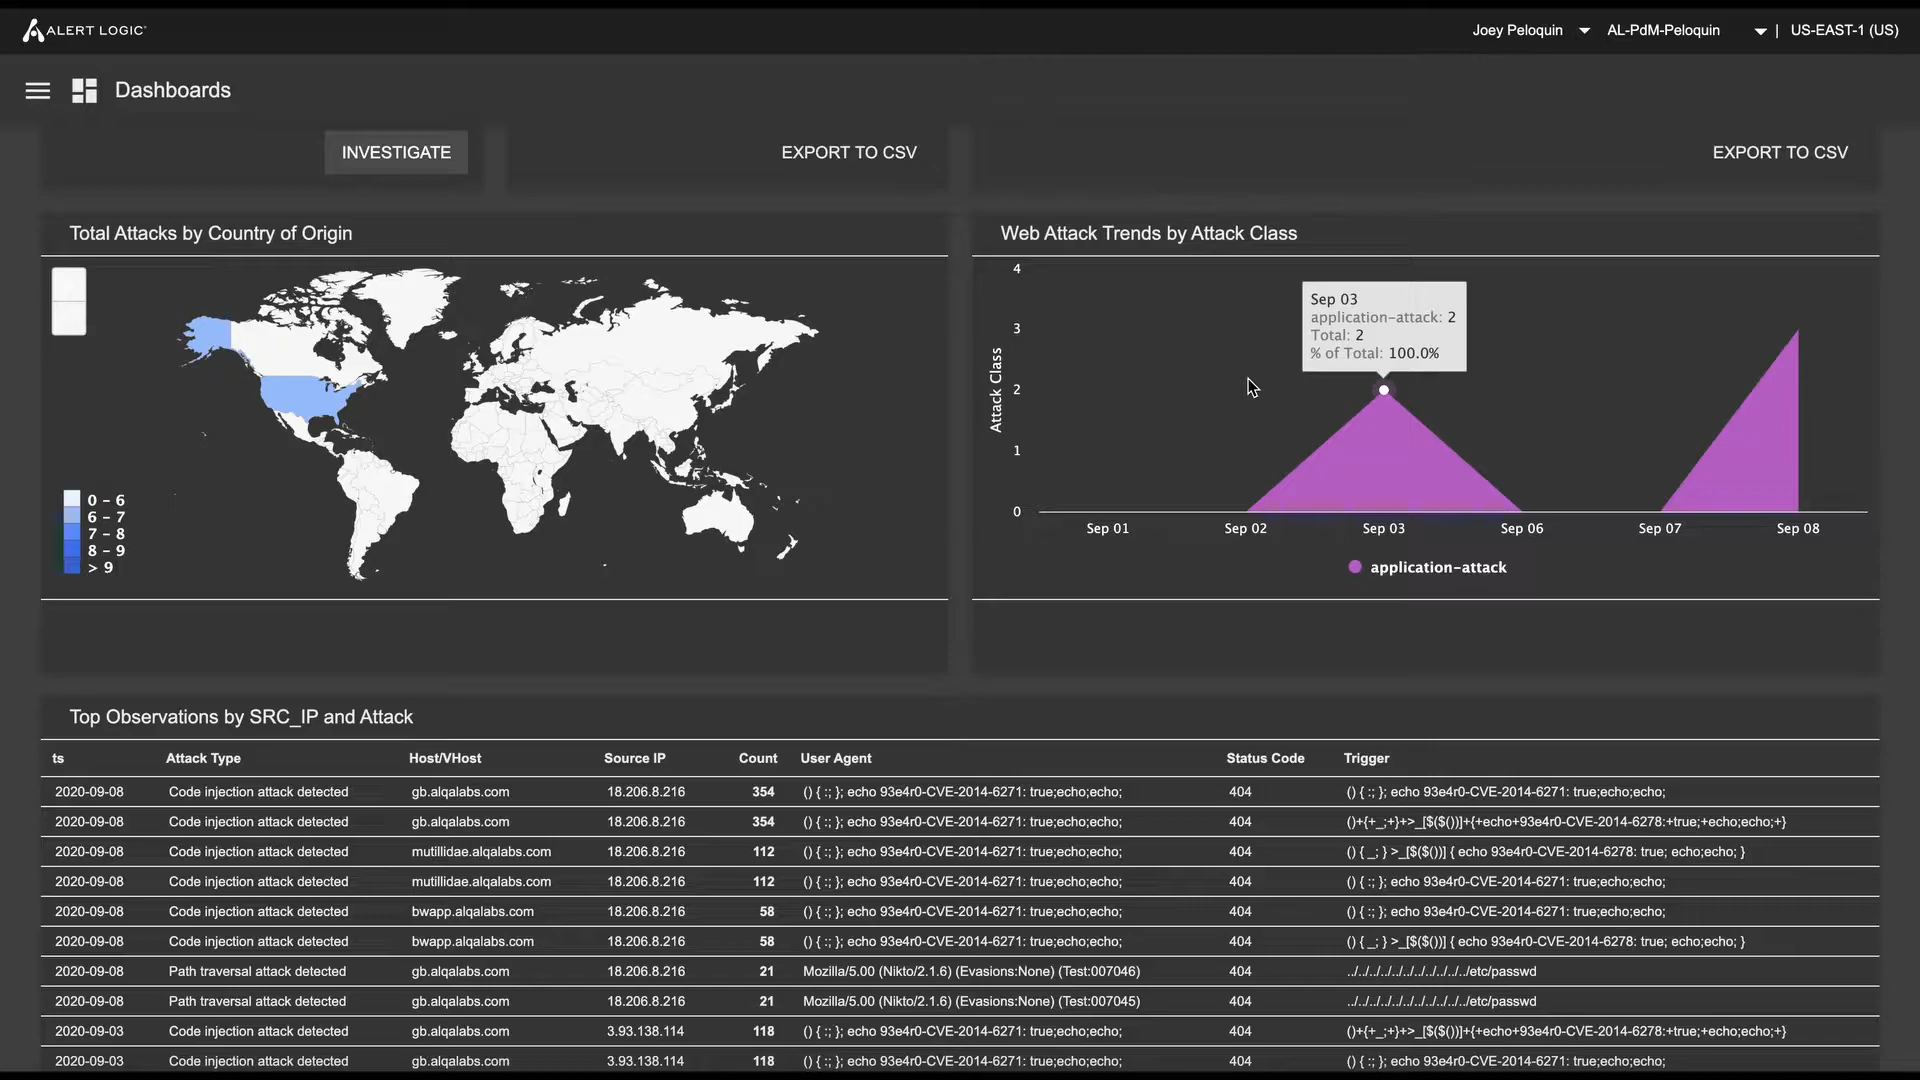 ALERT LOGIC
Joey Peloquin
AL-PdM-Peloquin
| US-EAST-1 (US)
Dashboards
INVESTIGATE
EXPORT TO CSV
EXPORT TO CSV
Total Attacks by Country of Origin
0 – 6
6 – 7
7 – 8
8 – 9
> 9
Web Attack Trends by Attack Class
Attack Class
4
3
2
1
0
Sep 03
application-attack: 2
Total: 2
% of Total: 100.0%
Sep 01 Sep 02 Sep 03 Sep 06 Sep 07 Sep 08
application-attack
Top Observations by SRC_IP and Attack
ts Attack Type Host/VHost Source IP Count User Agent Status Code Trigger
2020-09-08 Code injection attack detected gb.alqalabs.com 18.206.8.216 354 () { :; }; echo 93e4r0-CVE-2014-6271: true;echo;echo; 404 () { :; }; echo 93e4r0-CVE-2014-6271: true;echo;echo;
2020-09-08 Code injection attack detected gb.alqalabs.com 18.206.8.216 354 () { :; }; echo 93e4r0-CVE-2014-6271: true;echo;echo; 404 ()+{+_;+}+>_[$($())]+{+echo+93e4r0-CVE-2014-6278:+true;+echo;echo;+}
2020-09-08 Code injection attack detected mutillidae.alqalabs.com 18.206.8.216 112 () { :; }; echo 93e4r0-CVE-2014-6271: true;echo;echo; 404 () { _; } >_[$($())] { echo 93e4r0-CVE-2014-6278: true; echo;echo; }
2020-09-08 Code injection attack detected mutillidae.alqalabs.com 18.206.8.216 112 () { :; }; echo 93e4r0-CVE-2014-6271: true;echo;echo; 404 () { :; }; echo 93e4r0-CVE-2014-6271: true;echo;echo;
2020-09-08 Code injection attack detected bwapp.alqalabs.com 18.206.8.216 58 () { :; }; echo 93e4r0-CVE-2014-6271: true;echo;echo; 404 () { :; }; echo 93e4r0-CVE-2014-6271: true;echo;echo;
2020-09-08 Code injection attack detected bwapp.alqalabs.com 18.206.8.216 58 () { :; }; echo 93e4r0-CVE-2014-6271: true;echo;echo; 404 () { _; } >_[$($())] { echo 93e4r0-CVE-2014-6278: true; echo;echo; }
2020-09-08 Path traversal attack detected gb.alqalabs.com 18.206.8.216 21 Mozilla/5.00 (Nikto/2.1.6) (Evasions:None) (Test:007046) 404 ../../../../../../../../../../../../etc/passwd
2020-09-08 Path traversal attack detected gb.alqalabs.com 18.206.8.216 21 Mozilla/5.00 (Nikto/2.1.6) (Evasions:None) (Test:007045) 404 ../../../../../../../../../../../../etc/passwd
2020-09-03 Code injection attack detected gb.alqalabs.com 3.93.138.114 118 () { :; }; echo 93e4r0-CVE-2014-6271: true;echo;echo; 404 ()+{+_;+}+>_[$($())]+{+echo+93e4r0-CVE-2014-6278:+true;+echo;echo;+}
2020-09-03 Code injection attack detected gb.alqalabs.com 3.93.138.114 118 () { :; }; echo 93e4r0-CVE-2014-6271: true;echo;echo; 404 () { :; }; echo 93e4r0-CVE-2014-6271: true;echo;echo;